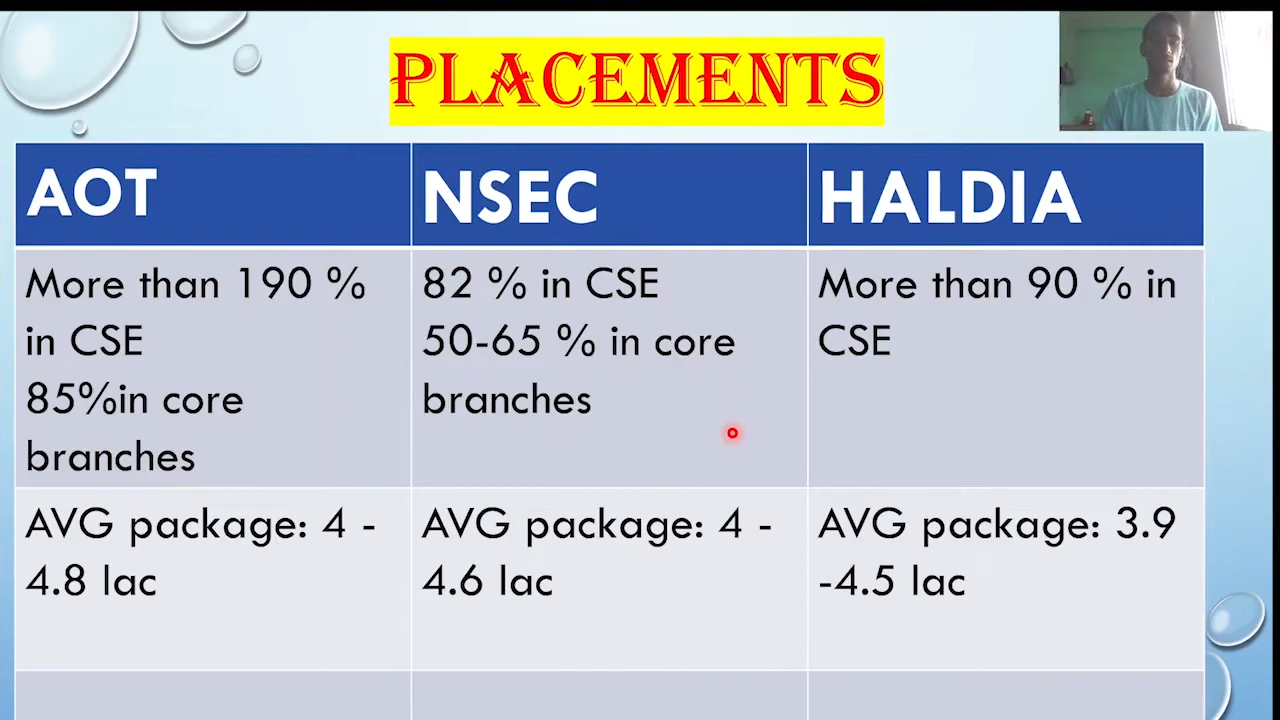 PLACEMENTS
AOT
NSEC
HALDIA
More than 190 %
in CSE
85%in core
branches
82 % in CSE
50-65 % in core
branches
More than 90 % in
CSE
AVG package: 4 -
4.8 lac
AVG package: 4 -
4.6 lac
AVG package: 3.9
-4.5 lac